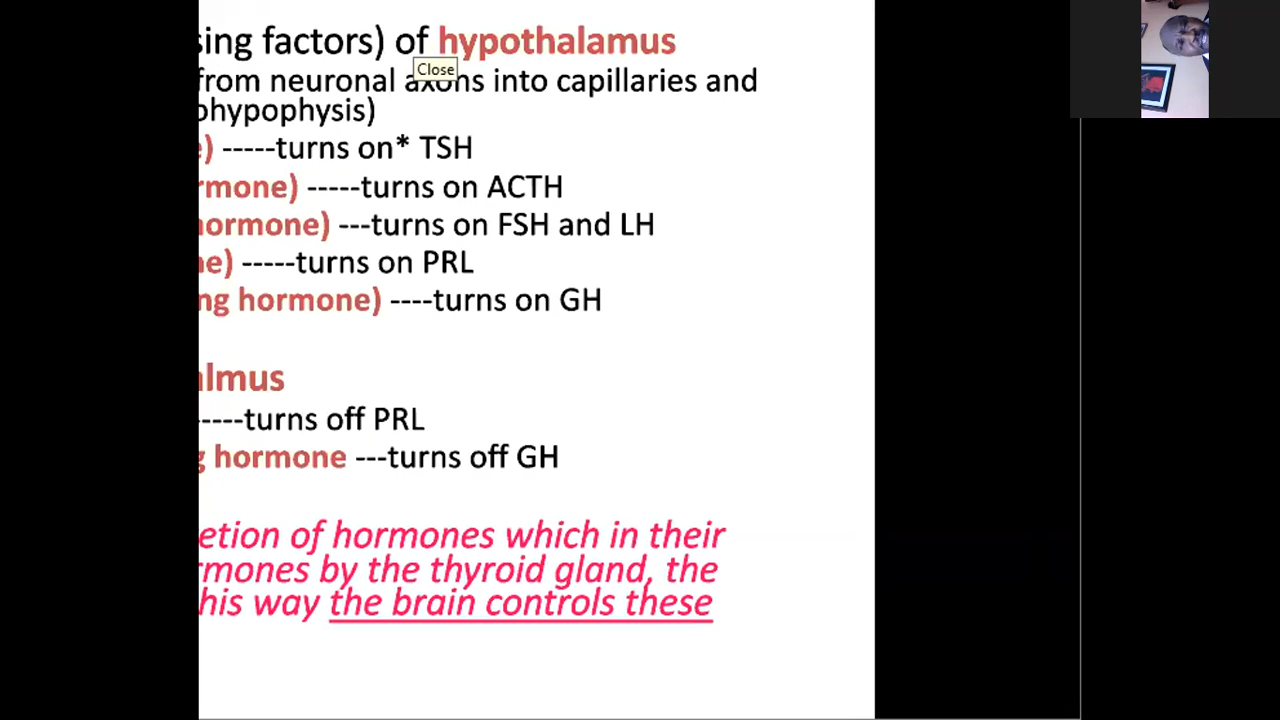 sing factors) of hypothalamus
Close
from neuronal axons into capillaries and
ohypophysis)
e) -----turns on* TSH
rmone) -----turns on ACTH
hormone) ---turns on FSH and LH
ne) -----turns on PRL
ng hormone) ----turns on GH
almus
-----turns off PRL
g hormone ---turns off GH
etion of hormones which in their
rmones by the thyroid gland, the
his way the brain controls these